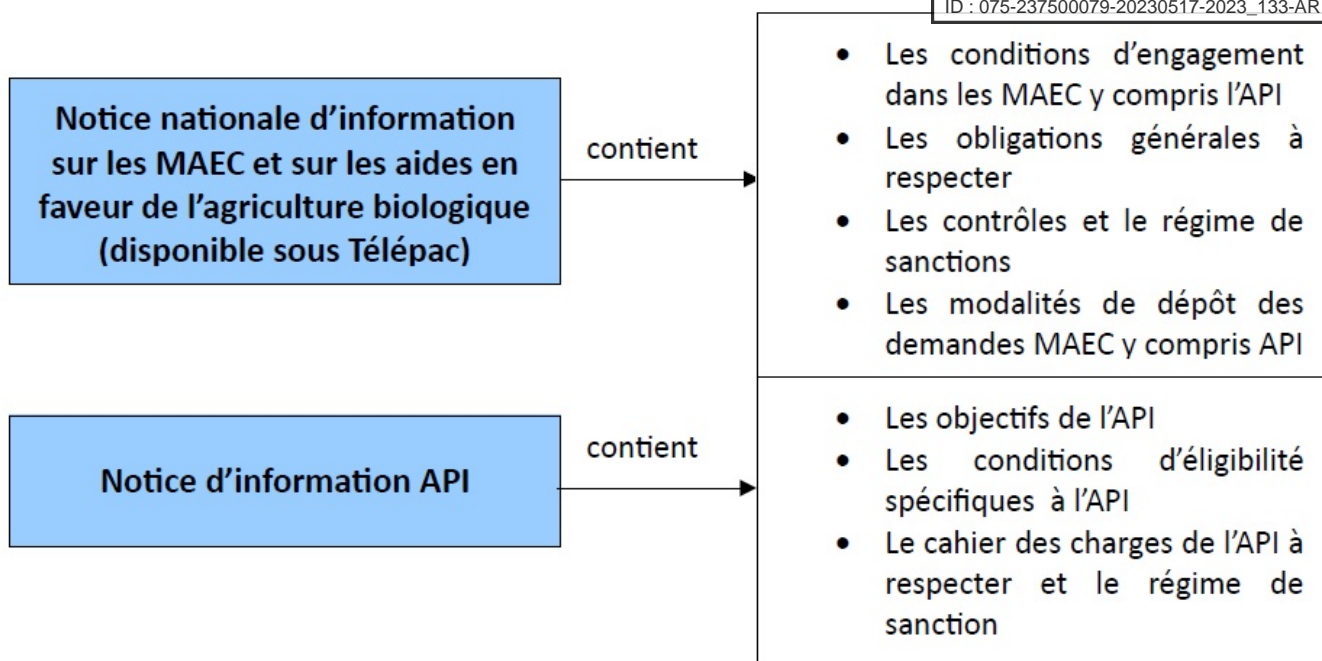 ID : 075-237500079-20230517-2023_133-AR
Notice nationale d’information
sur les MAEC et sur les aides en
faveur de l’agriculture biologique
(disponible sous Télépac)
contient
• Les conditions d’engagement
dans les MAEC y compris l’API
• Les obligations générales à
respecter
• Les contrôles et le régime de
sanctions
• Les modalités de dépôt des
demandes MAEC y compris API
Notice d’information API
contient
• Les objectifs de l’API
• Les conditions d’éligibilité
spécifiques à l’API
• Le cahier des charges de l’API à
respecter et le régime de
sanction